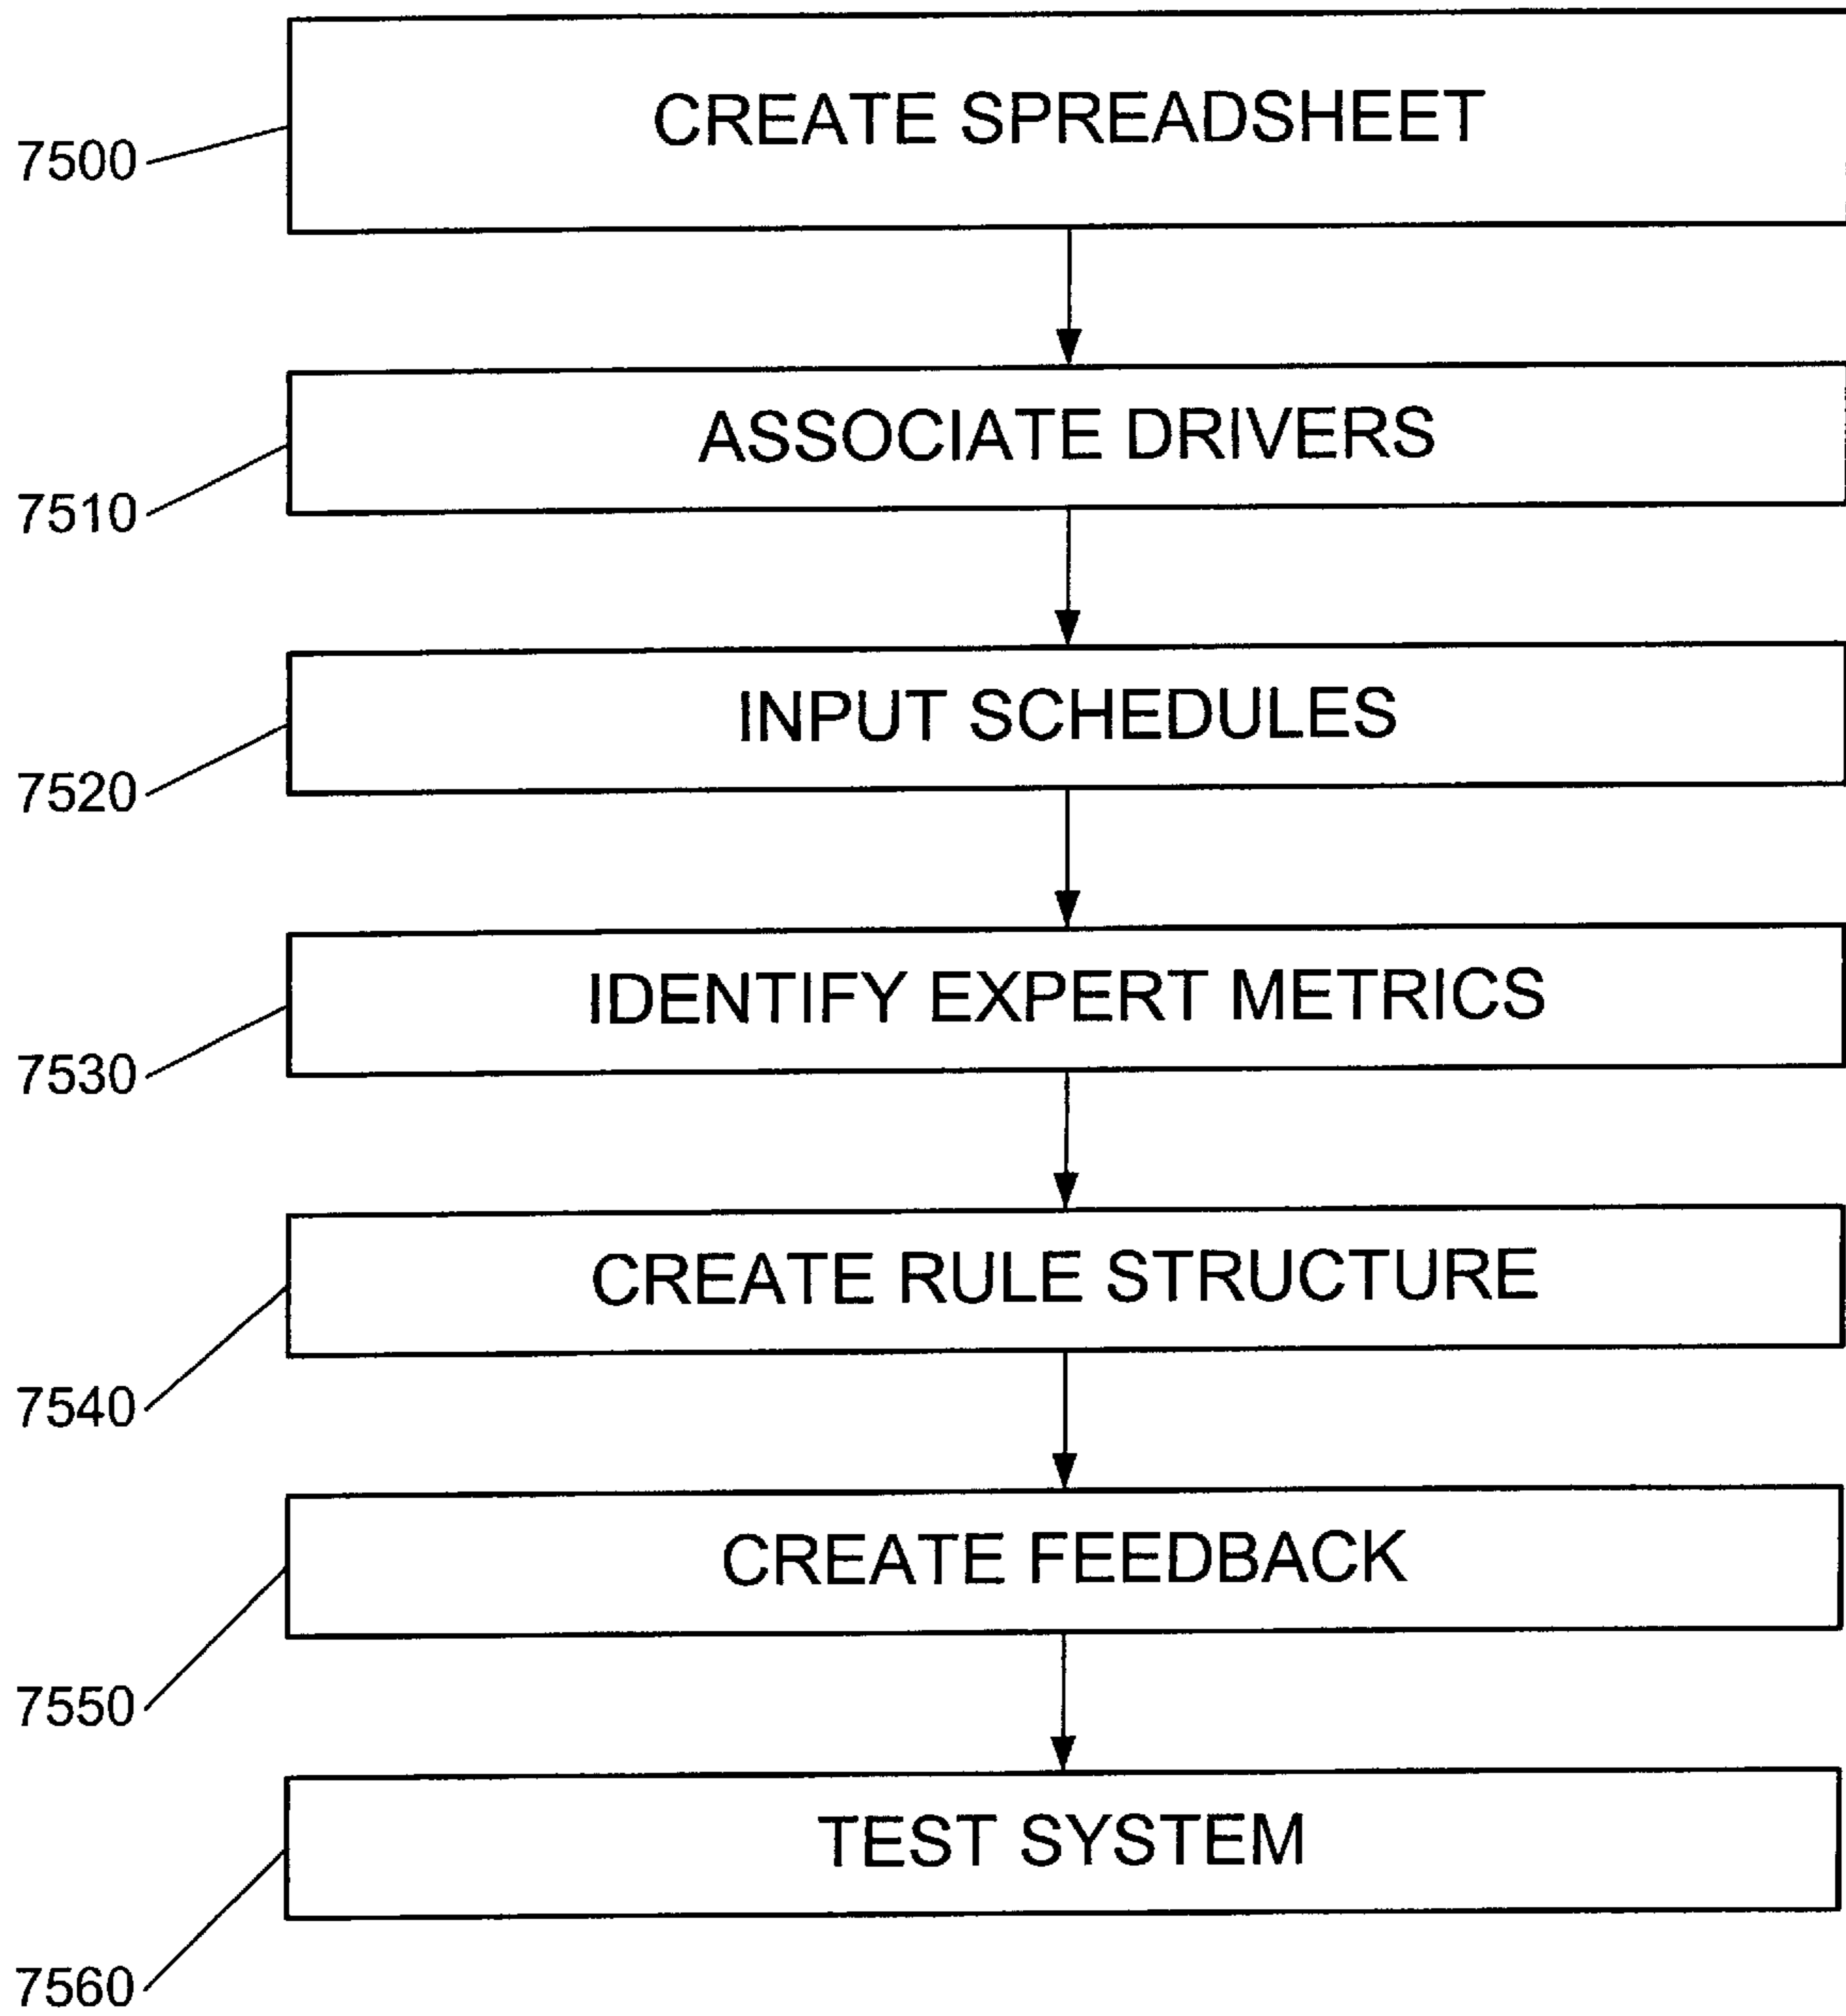 CREATE SPREADSHEET
7500
ASSOCIATE DRIVERS
7510
INPUT SCHEDULES
7520
IDENTIFY EXPERT METRICS
7530
CREATE RULE STRUCTURE
7540
CREATE FEEDBACK
7550
TEST SYSTEM
7560